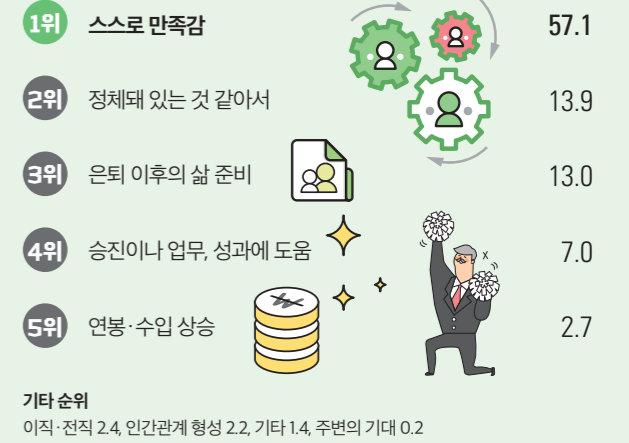 1위 스스로 만족감 57.1
2위 정체돼 있는 것 같아서 13.9
3위 은퇴 이후의 삶 준비 13.0
4위 승진이나 업무, 성과에 도움 7.0
5위 연봉·수입 상승 2.7
기타 순위
이직·전직 2.4, 인간관계 형성 2.2, 기타 1.4, 주변의 기대 0.2